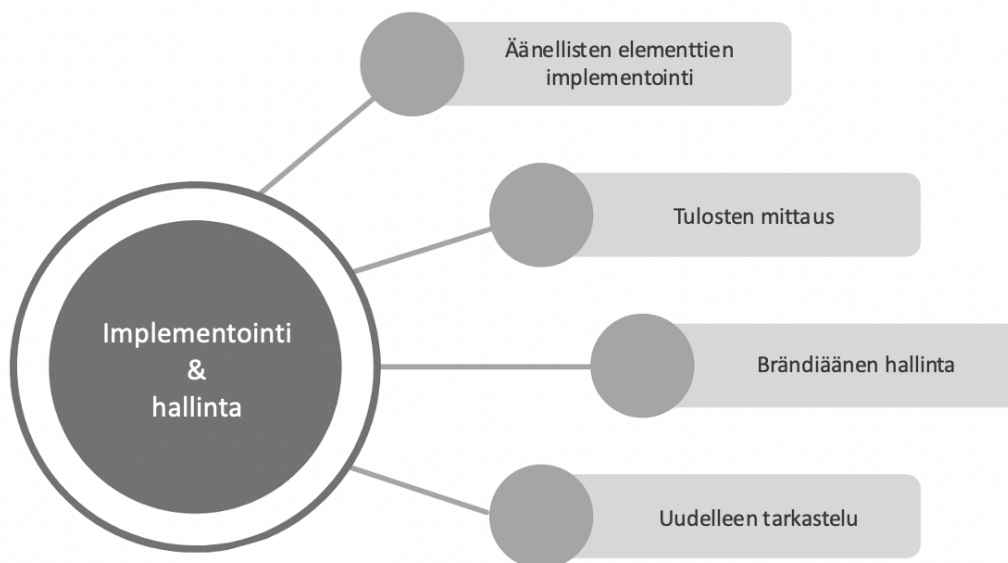 Äänellisten elementtien
implementointi
Tulosten mittaus
Implementointi
&
hallinta
Brändiäänen hallinta
Uudelleen tarkastelu